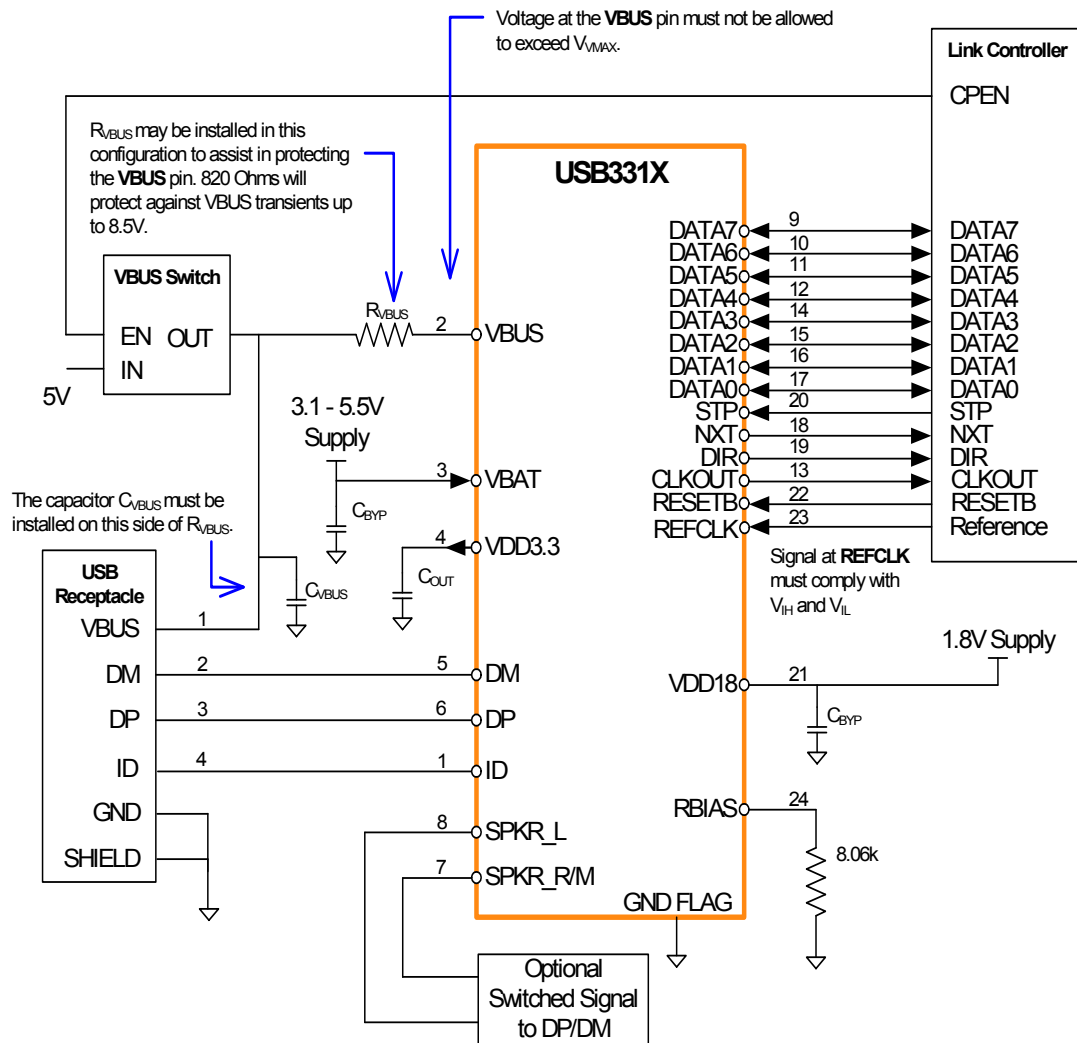 Voltage at the VBUS pin must not be allowed
to exceed VVMAX.
Link Controller
CPEN
RVBUS may be installed in this
configuration to assist in protecting
the VBUS pin. 820 Ohms will
protect against VBUS transients up
to 8.5V.
USB331X
VBUS Switch
EN OUT
IN
5V
RVBUS
2
VBUS
DATA7 9 DATA7
DATA6 10 DATA6
DATA5 11 DATA5
DATA4 12 DATA4
DATA3 14 DATA3
DATA2 15 DATA2
DATA1 16 DATA1
DATA0 17 DATA0
STP 20 STP
NXT 18 NXT
DIR 19 DIR
CLKOUT 13 CLKOUT
RESETB 22 RESETB
REFCLK 23 Reference
3.1 - 5.5V
Supply
3
VBAT
CBYP
4
VDD3.3
COUT
The capacitor CVBUS must be
installed on this side of RVBUS.
CVBUS
Signal at REFCLK
must comply with
VIH and VIL
USB
Receptacle
VBUS 1
DM 2 5 DM
DP 3 6 DP
ID 4 1 ID
GND
SHIELD
1.8V Supply
VDD18 21
CBYP
RBIAS 24
8.06k
8 SPKR_L
7 SPKR_R/M
GND FLAG
Optional
Switched Signal
to DP/DM